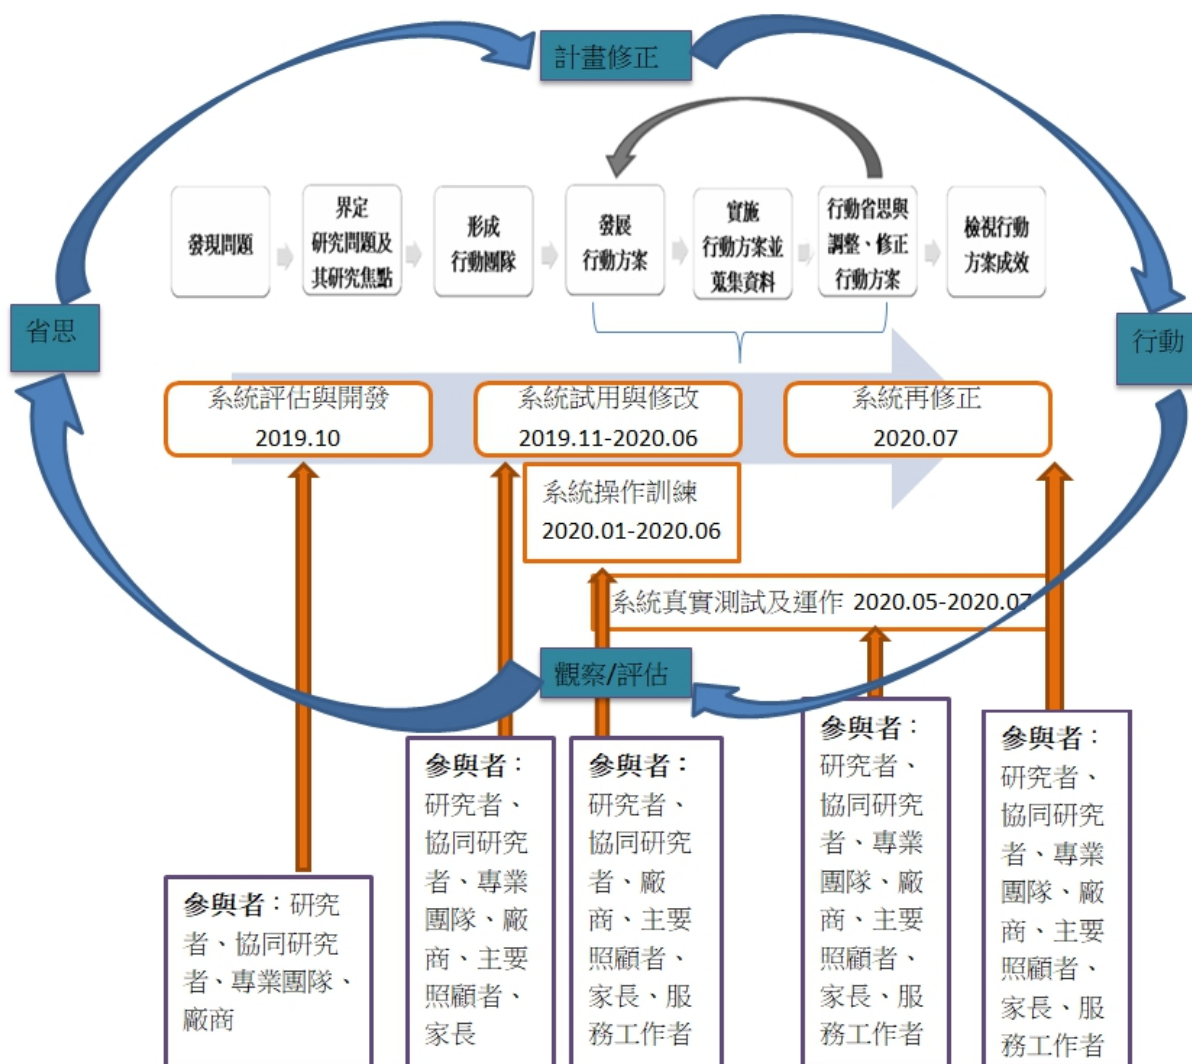 計畫修正
發現問題
界定
研究問題及
其研究焦點
形成
行動團隊
發展
行動方案
實施
行動方案並
蒐集資料
行動省思與
調整、修正
行動方案
檢視行動
方案成效
省思
行動
系統評估與開發
2019.10
系統試用與修改
2019.11-2020.06
系統再修正
2020.07
系統操作訓練
2020.01-2020.06
系統真實測試及運作 2020.05-2020.07
觀察/評估
參與者：研究
者、協同研究
者、專業團隊、
廠商
參與者：
研究者、
協同研究
者、專業
團隊、廠
商、主要
照顧者、
家長
參與者：
研究者、
協同研究
者、廠
商、主要
照顧者、
家長、服
務工作者
參與者：
研究者、
協同研究
者、專業
團隊、廠
商、主要
照顧者、
家長、服
務工作者
參與者：
研究者、
協同研究
者、專業
團隊、廠
商、主要
照顧者、
家長、服
務工作者